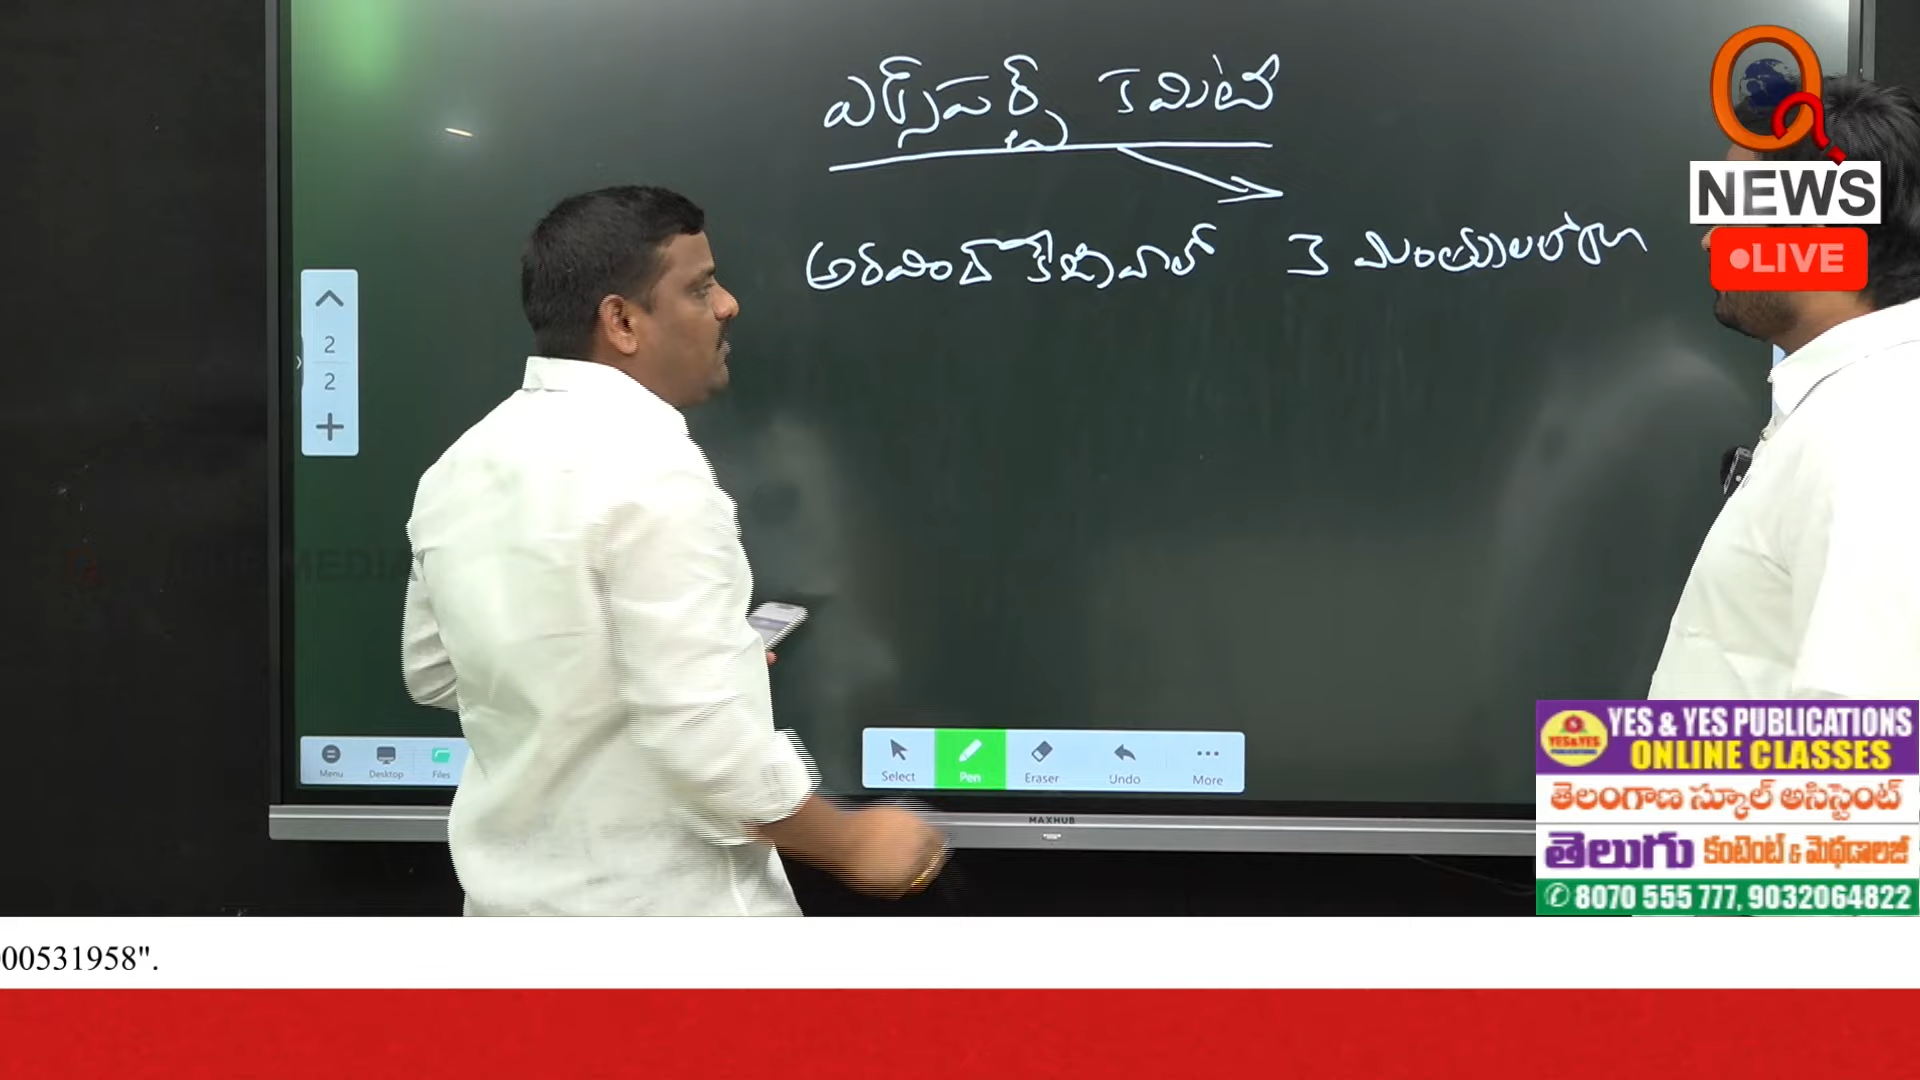 ఎక్స్‌పర్ట్స్ కమిటీ
అరవింద్ కేజ్రీవాల్ 3 మంత్రులతోగా
Q
NEWS
LIVE
2
2
Menu
Desktop
Files
Select
Pen
Eraser
Undo
More
MAXHUB
MEDIA
YES & YES PUBLICATIONS
ONLINE CLASSES
తెలంగాణ స్కూల్ అసిస్టెంట్
తెలుగు కంటెంట్ & మెథడాలజీ
8070 555 777, 9032064822
00531958".